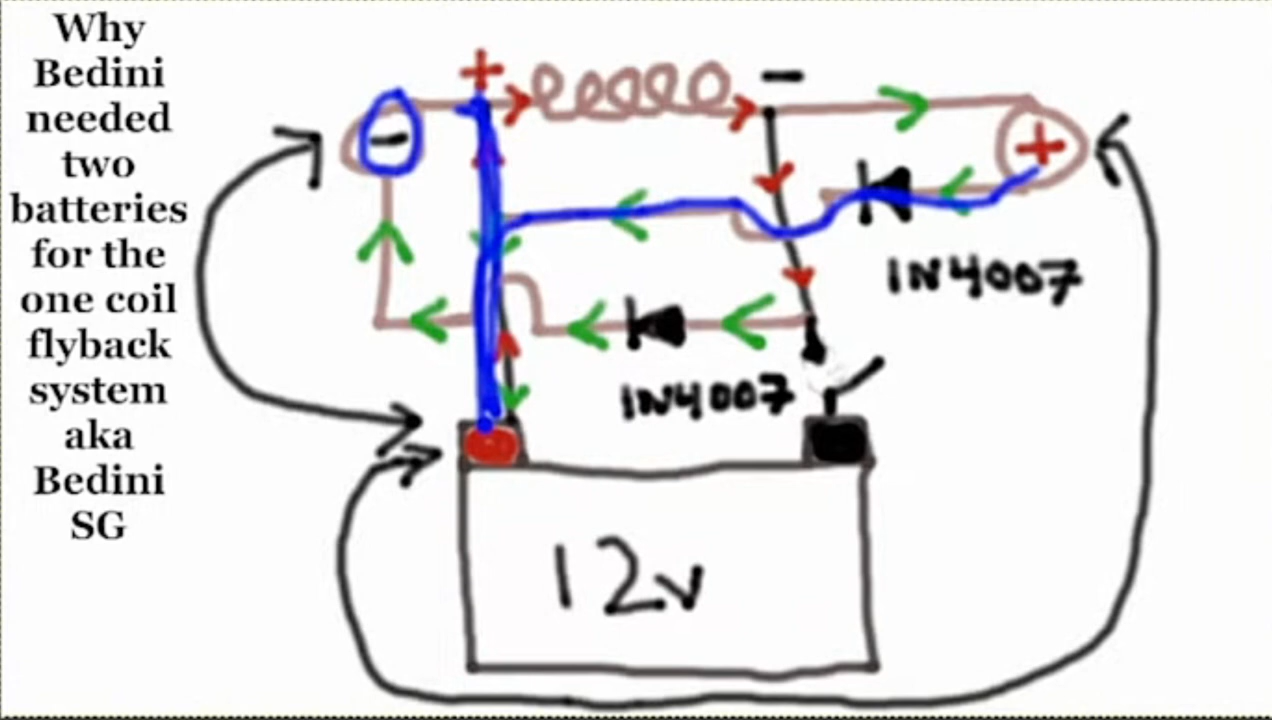 Why
Bedini
needed
two
batteries
for the
one coil
flyback
system
aka
Bedini
SG
+
-
-
+
1N4007
1N4007
12v